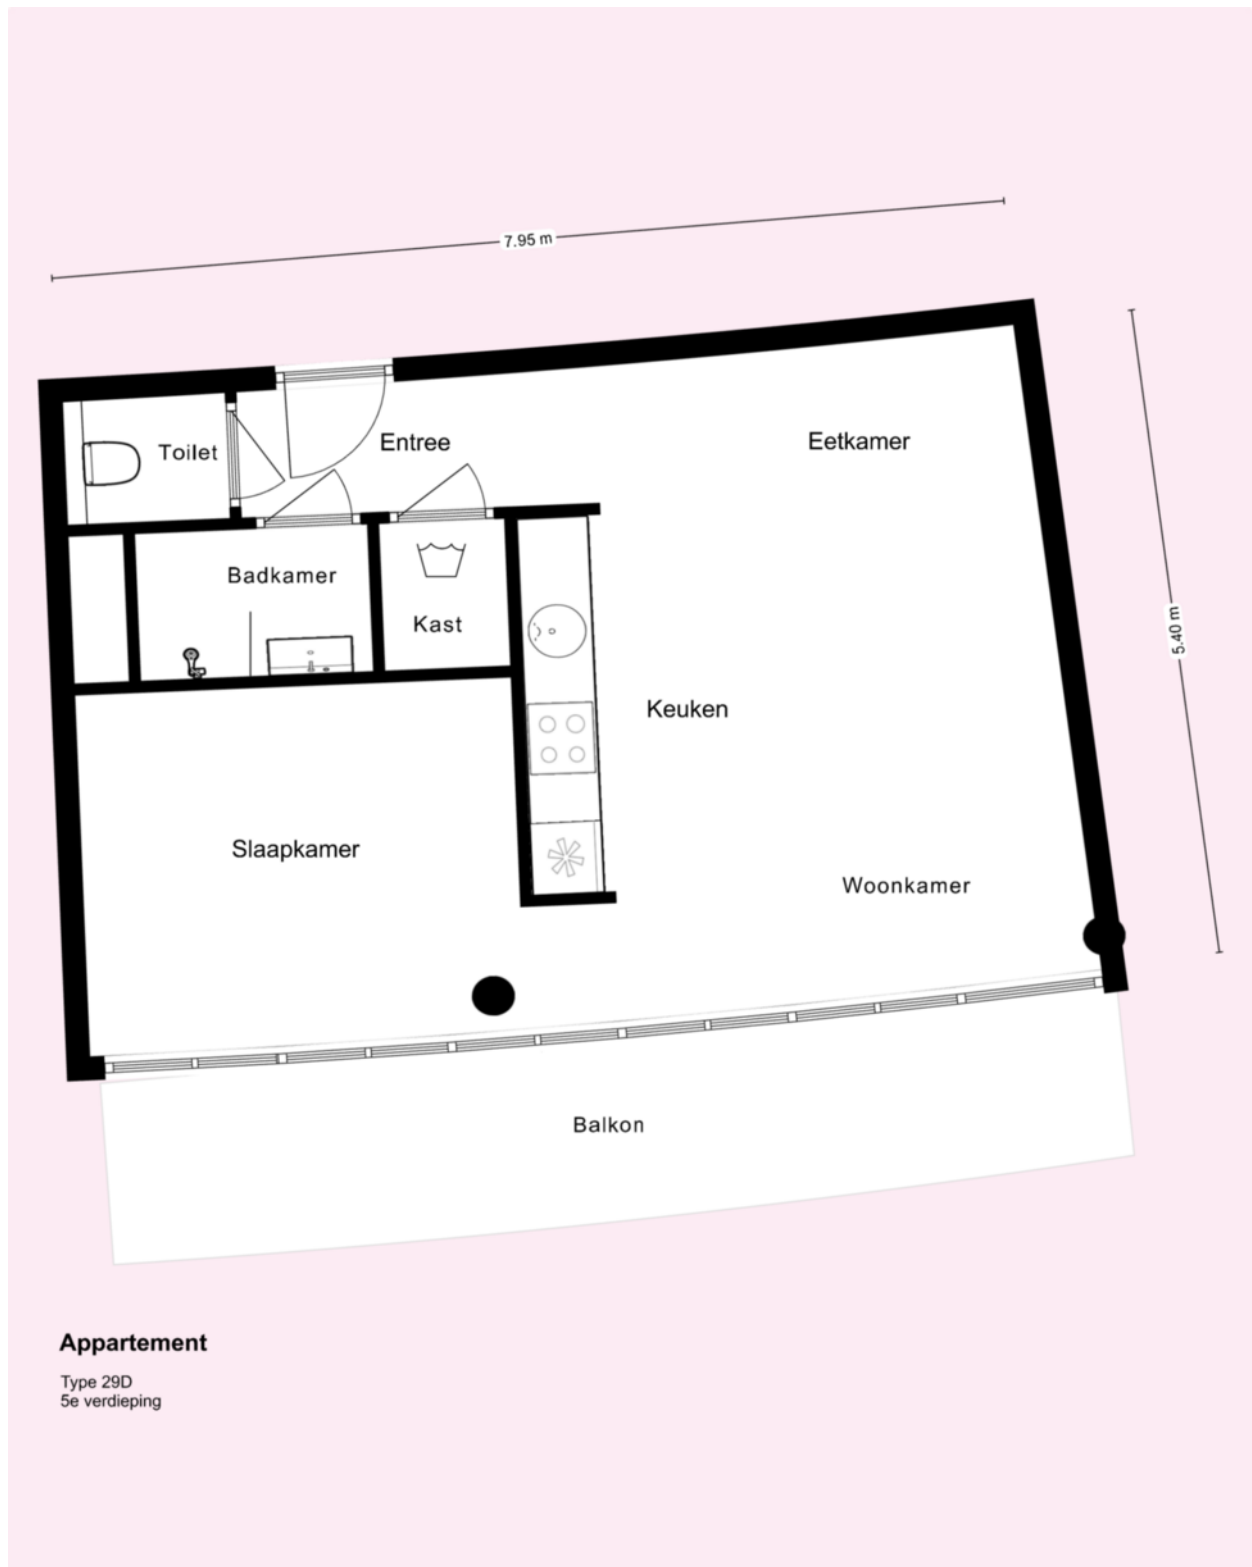 7.95 m
5.40 m
Toilet
Entree
Eetkamer
Badkamer
Kast
Keuken
Slaapkamer
Woonkamer
Balkon
Appartement
Type 29D
5e verdieping